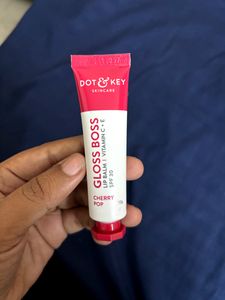 DOT & KEY
SKINCARE
GLOSS BOSS
LIP BALM | VITAMIN C + E
SPF 30
CHERRY
POP